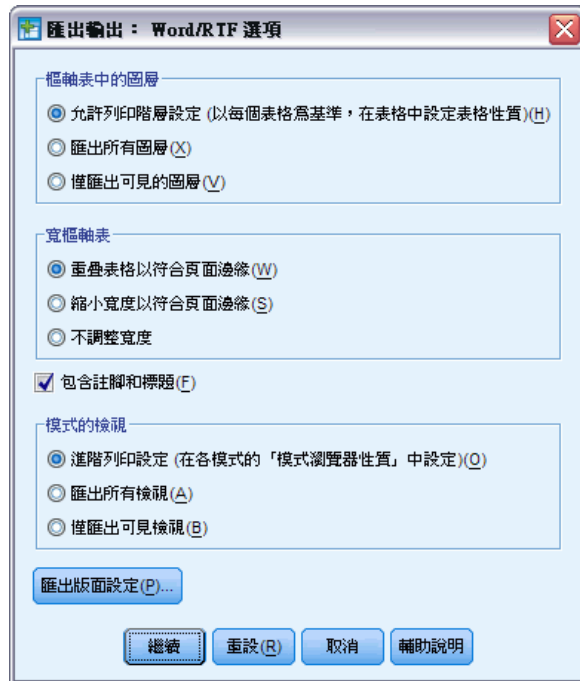 匯出輸出： Word/RTF 選項
樞軸表中的圖層
允許列印階層設定 (以每個表格為基準，在表格中設定表格性質)(H)
匯出所有圖層(X)
僅匯出可見的圖層(V)
寬樞軸表
重疊表格以符合頁面邊緣(W)
縮小寬度以符合頁面邊緣(S)
不調整寬度
包含註腳和標題(F)
模式的檢視
進階列印設定 (在各模式的「模式瀏覽器性質」中設定)(O)
匯出所有檢視(A)
僅匯出可見檢視(B)
匯出版面設定(P)...
繼續 重設(R) 取消 輔助說明